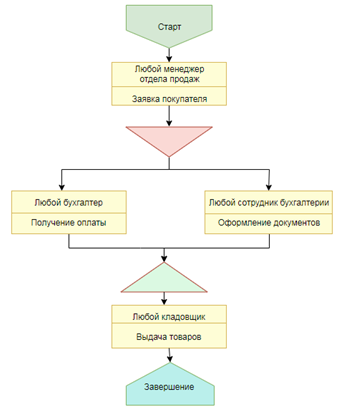 Старт
Любой менеджер
отдела продаж
Заявка покупателя
Любой бухгалтер
Получение оплаты
Любой сотрудник бухгалтерии
Оформление документов
Любой кладовщик
Выдача товаров
Завершение